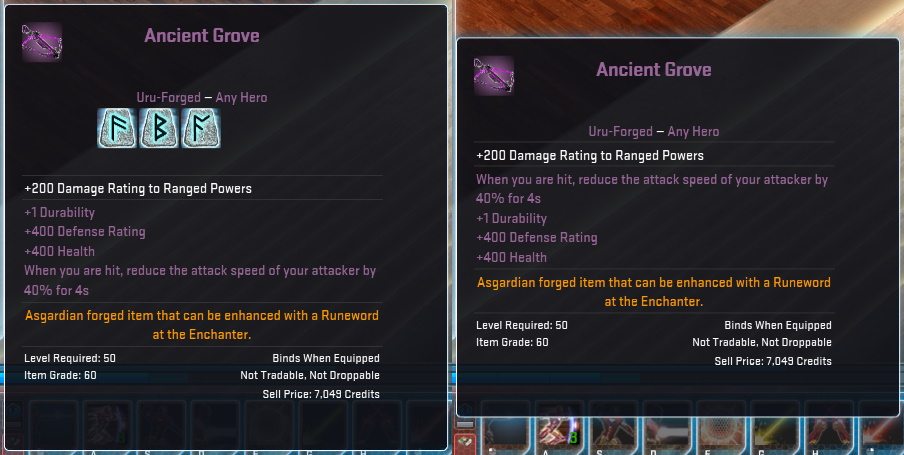 Ancient Grove
Uru-Forged – Any Hero
ᚫ ᛒ ᛈ
+200 Damage Rating to Ranged Powers
+1 Durability
+400 Defense Rating
+400 Health
When you are hit, reduce the attack speed of your attacker by
40% for 4s
Asgardian forged item that can be enhanced with a Runeword
at the Enchanter.
Level Required: 50 Binds When Equipped
Item Grade: 60 Not Tradable, Not Droppable
Sell Price: 7,049 Credits
Ancient Grove
Uru-Forged – Any Hero
+200 Damage Rating to Ranged Powers
When you are hit, reduce the attack speed of your attacker by
40% for 4s
+1 Durability
+400 Defense Rating
+400 Health
Asgardian forged item that can be enhanced with a Runeword
at the Enchanter.
Level Required: 50 Binds When Equipped
Item Grade: 60 Not Tradable, Not Droppable
Sell Price: 7,049 Credits